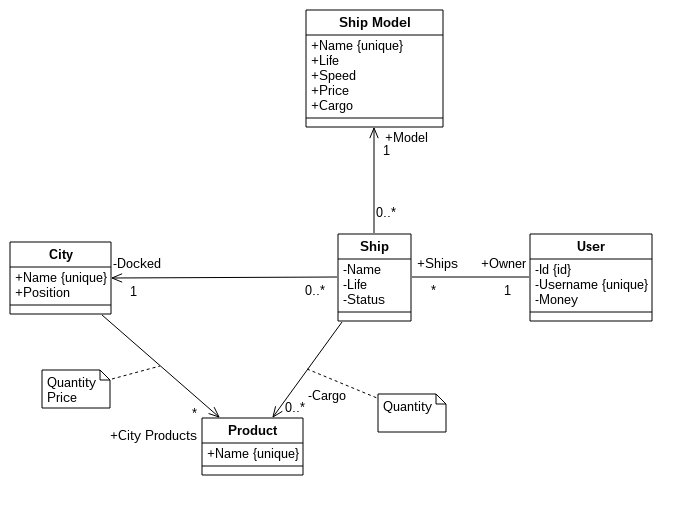 Ship Model
+Name {unique}
+Life
+Speed
+Price
+Cargo
+Model
1
0..*
City
+Name {unique}
+Position
-Docked
1
0..*
Ship
-Name
-Life
-Status
+Ships
*
+Owner
1
User
-Id {id}
-Username {unique}
-Money
Quantity
Price
*
+City Products
0..*
-Cargo
Quantity
Product
+Name {unique}